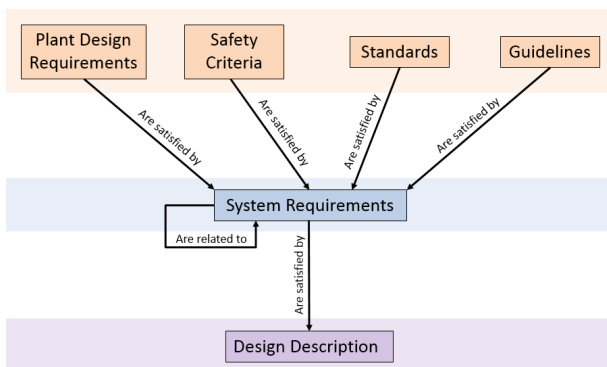 Plant Design
Requirements
Safety
Criteria
Standards
Guidelines
Are satisfied by
Are satisfied by
Are satisfied by
Are satisfied by
System Requirements
Are related to
Are satisfied by
Design Description